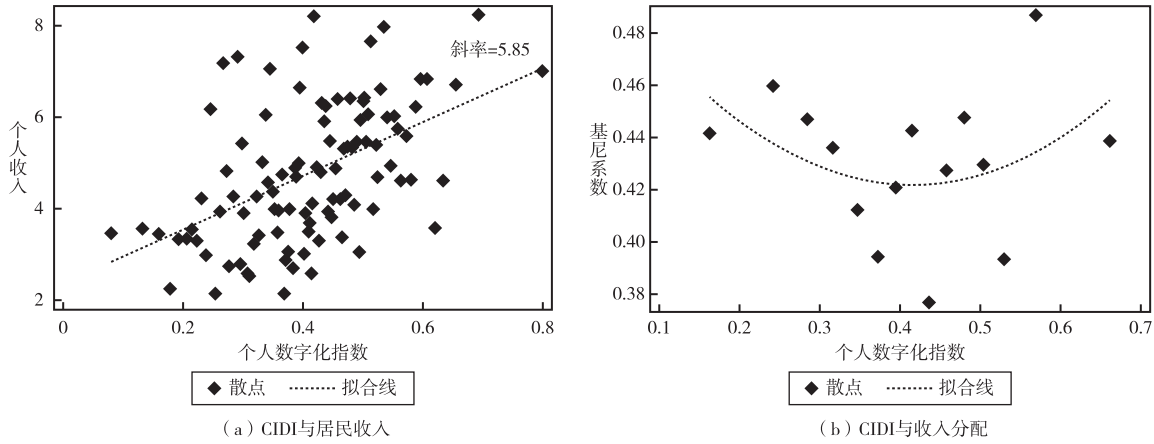 8
6
4
2
个人收入
斜率=5.85
0
0.2
0.4
0.6
0.8
个人数字化指数
散点
拟合线
（a）CIDI与居民收入
0.48
0.46
0.44
0.42
0.40
0.38
基尼系数
0.1
0.2
0.3
0.4
0.5
0.6
0.7
个人数字化指数
散点
拟合线
（b）CIDI与收入分配